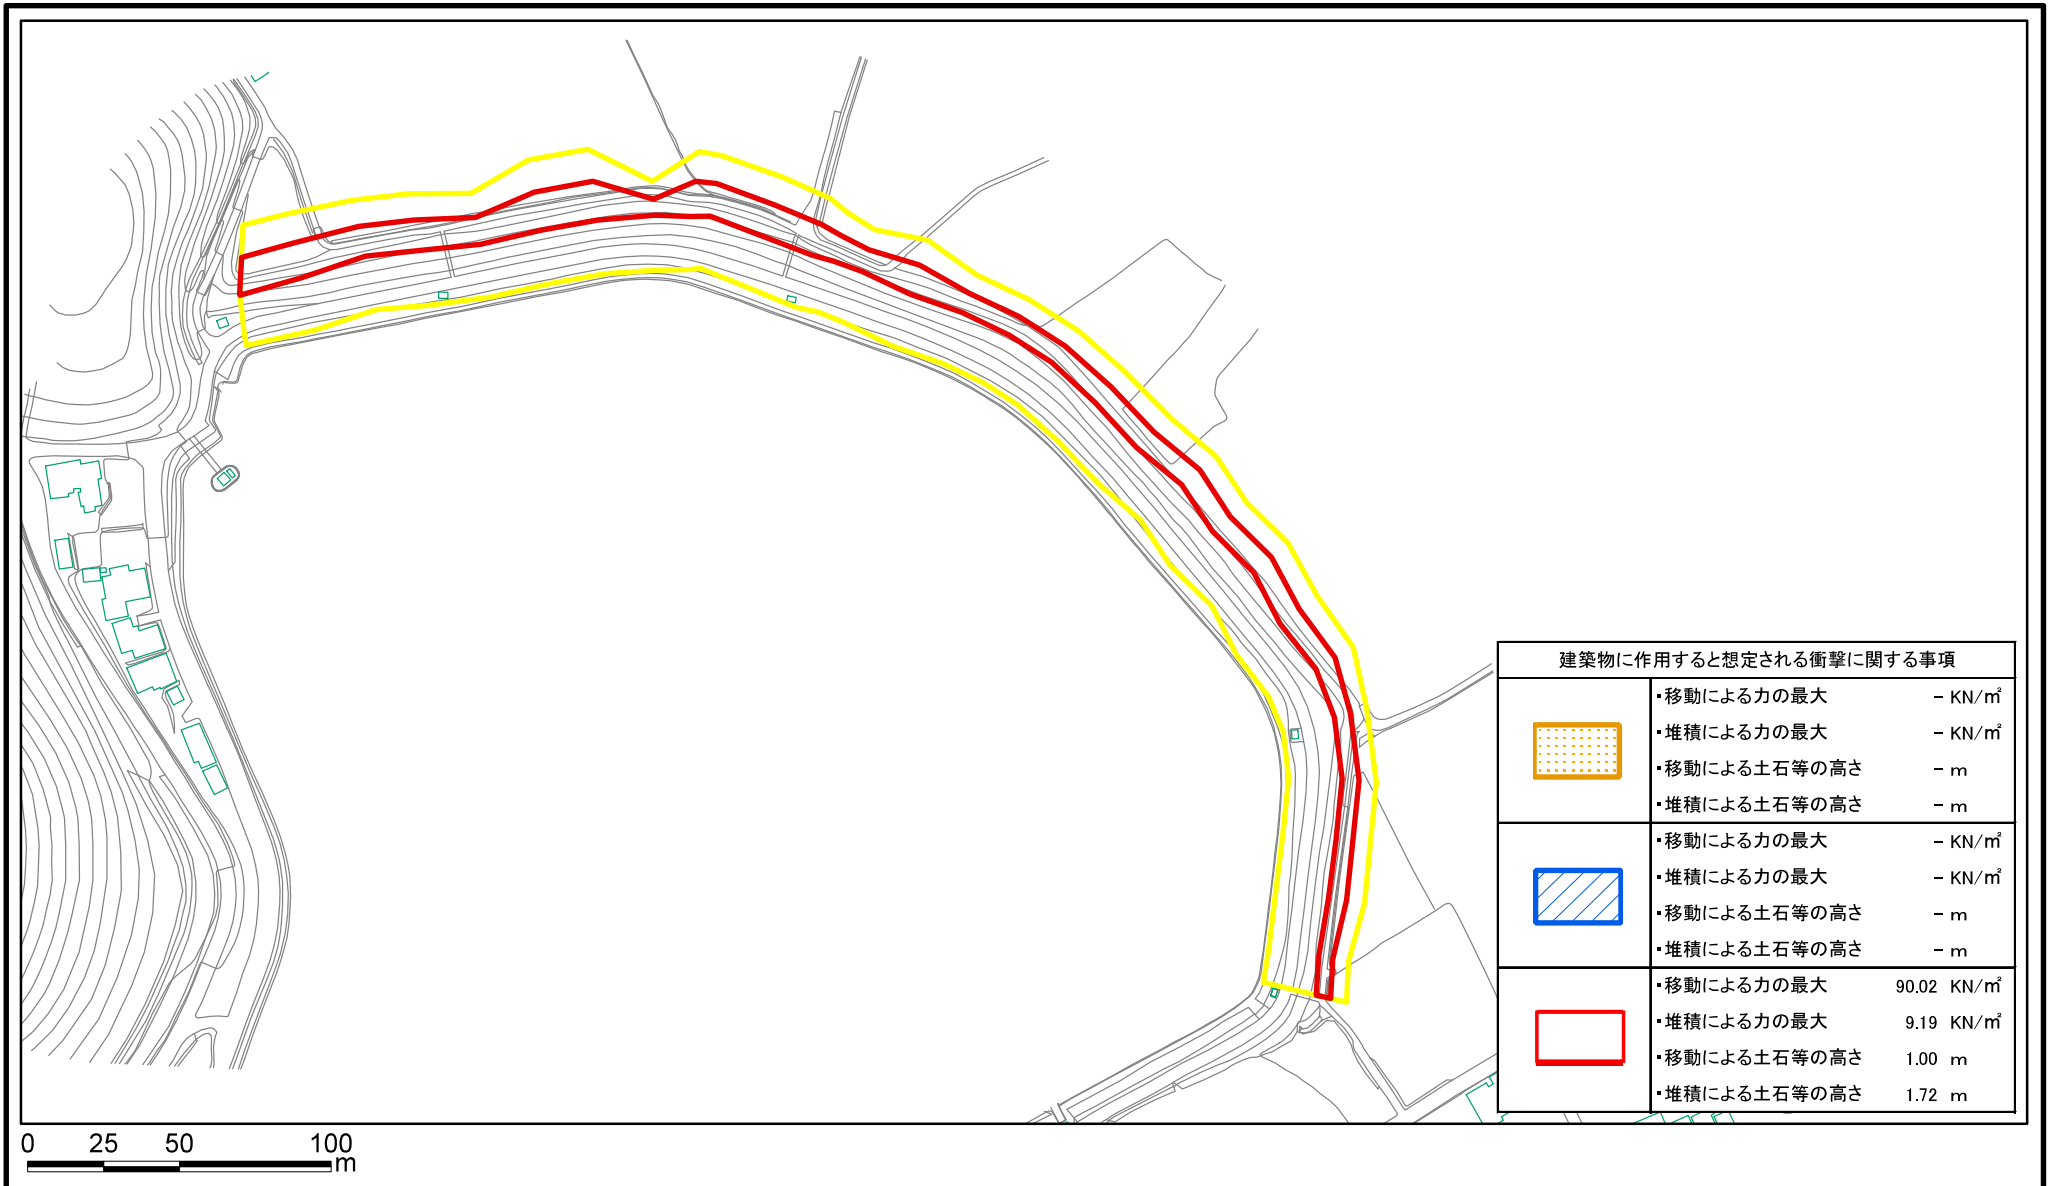 建築物に作用すると想定される衝撃に関する事項
・移動による力の最大 － KN/㎡
・堆積による力の最大 － KN/㎡
・移動による土石等の高さ － m
・堆積による土石等の高さ － m
・移動による力の最大 － KN/㎡
・堆積による力の最大 － KN/㎡
・移動による土石等の高さ － m
・堆積による土石等の高さ － m
・移動による力の最大 90.02 KN/㎡
・堆積による力の最大 9.19 KN/㎡
・移動による土石等の高さ 1.00 m
・堆積による土石等の高さ 1.72 m
0 25 50 100
m